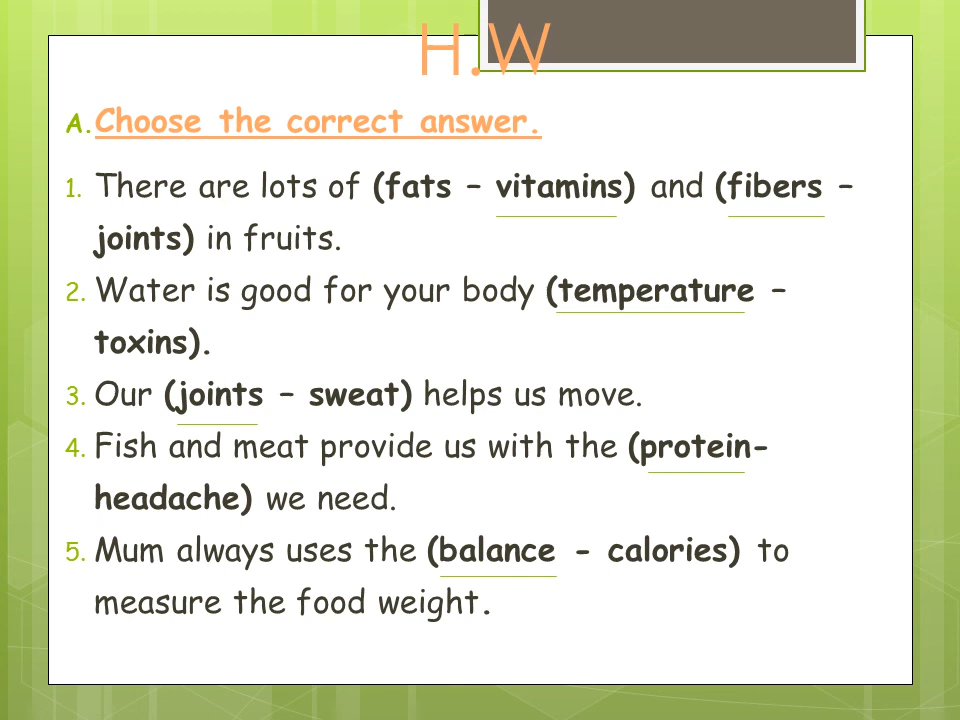 H.W
A. Choose the correct answer.
1. There are lots of (fats – vitamins) and (fibers –
joints) in fruits.
2. Water is good for your body (temperature –
toxins).
3. Our (joints – sweat) helps us move.
4. Fish and meat provide us with the (protein-
headache) we need.
5. Mum always uses the (balance - calories) to
measure the food weight.